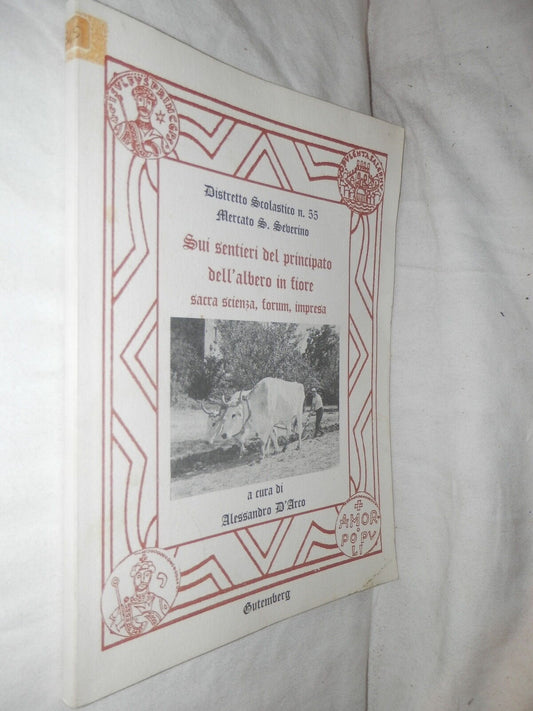 Distretto Scolastico n. 55
Mercato S. Severino
Sui sentieri del principato
dell'albero in fiore
sacra scienza, forum, impresa
a cura di
Alessandro D'Arco
+
AMOR
POPV
LI
Gutemberg